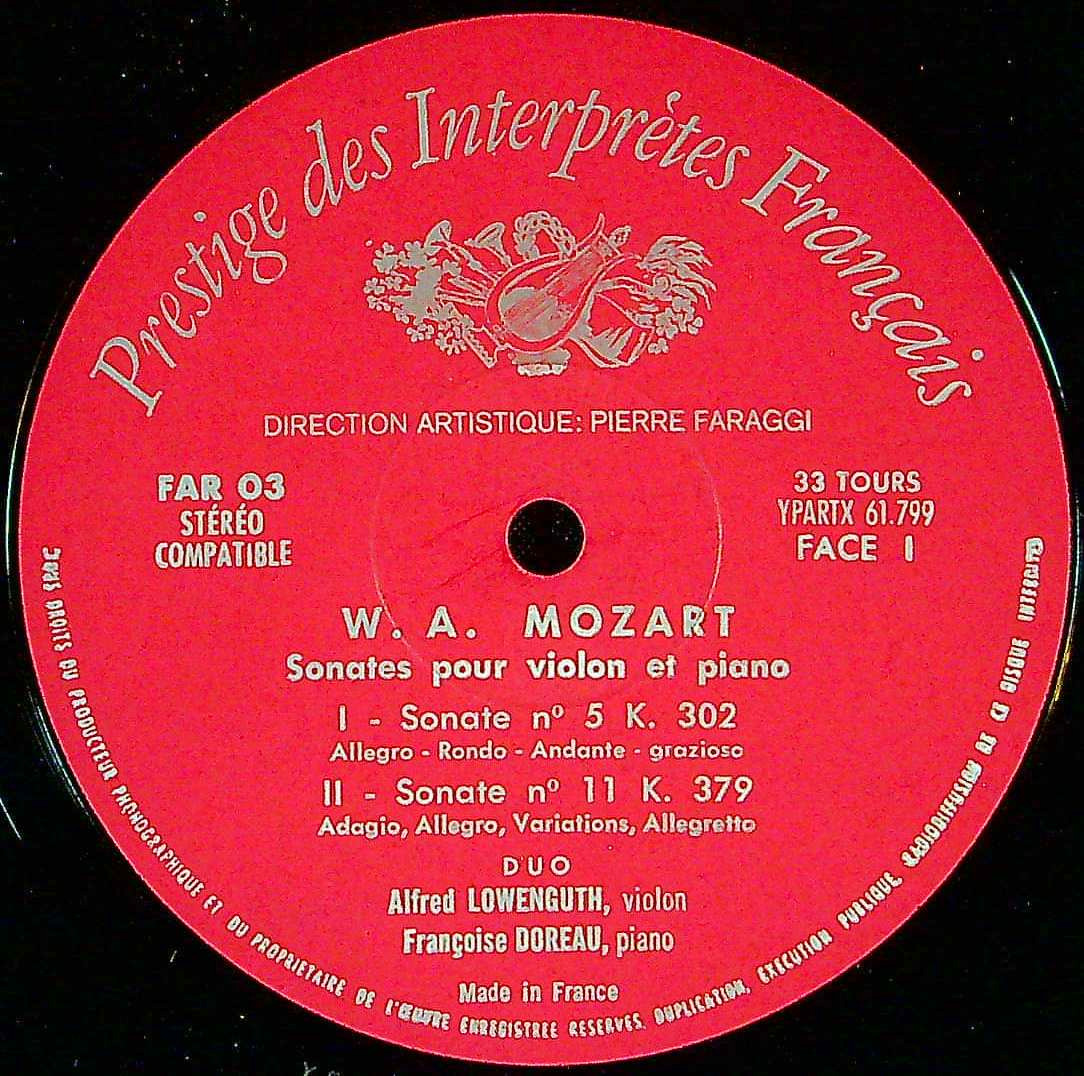 Prestige des Interprètes Français
DIRECTION ARTISTIQUE: PIERRE FARAGGI
FAR 03
STÉRÉO
COMPATIBLE
33 TOURS
YPARTX 61.799
FACE I
W. A. MOZART
Sonates pour violon et piano
I - Sonate nº 5 K. 302
Allegro - Rondo - Andante - grazioso
II - Sonate nº 11 K. 379
Adagio, Allegro, Variations, Allegretto
DUO
Alfred LOWENGUTH, violon
Françoise DOREAU, piano
Made in France
TOUS DROITS DU PRODUCTEUR PHONOGRAPHIQUE ET DU PROPRIETAIRE DE L'ŒUVRE ENREGISTREE RESERVES. DUPLICATION, EXECUTION PUBLIQUE, RADIODIFFUSION DE CE DISQUE INTERDITES